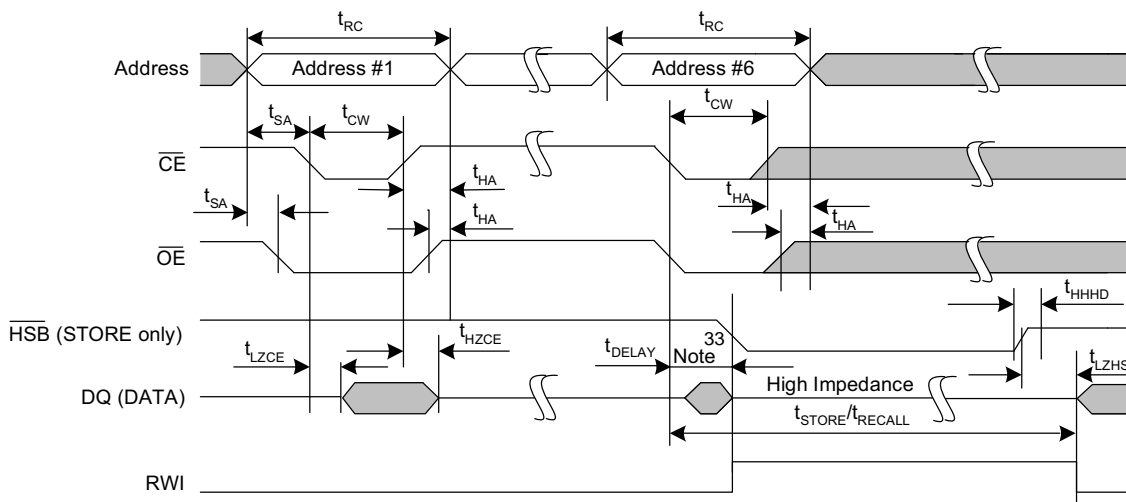 tRC tRC
Address Address #1 Address #6
tSA tCW tCW
CE
tHA
tSA tHA tHA tHA
OE
tHHHD
HSB (STORE only)
33
tLZCE tHZCE tDELAY Note
tLZHS
DQ (DATA) High Impedance
tSTORE/tRECALL
RWI